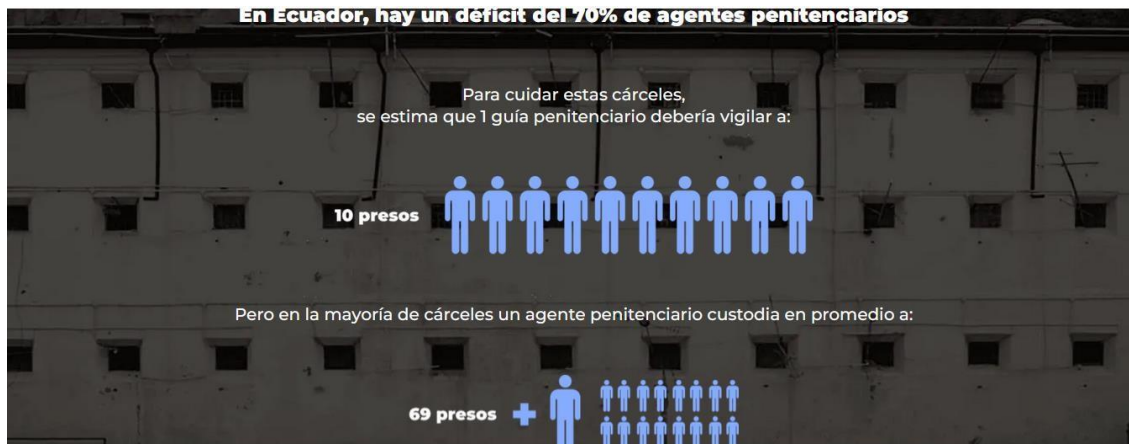 En Ecuador, hay un déficit del 70% de agentes penitenciarios
Para cuidar estas cárceles,
se estima que 1 guía penitenciario debería vigilar a:
10 presos
Pero en la mayoría de cárceles un agente penitenciario custodia en promedio a:
69 presos +